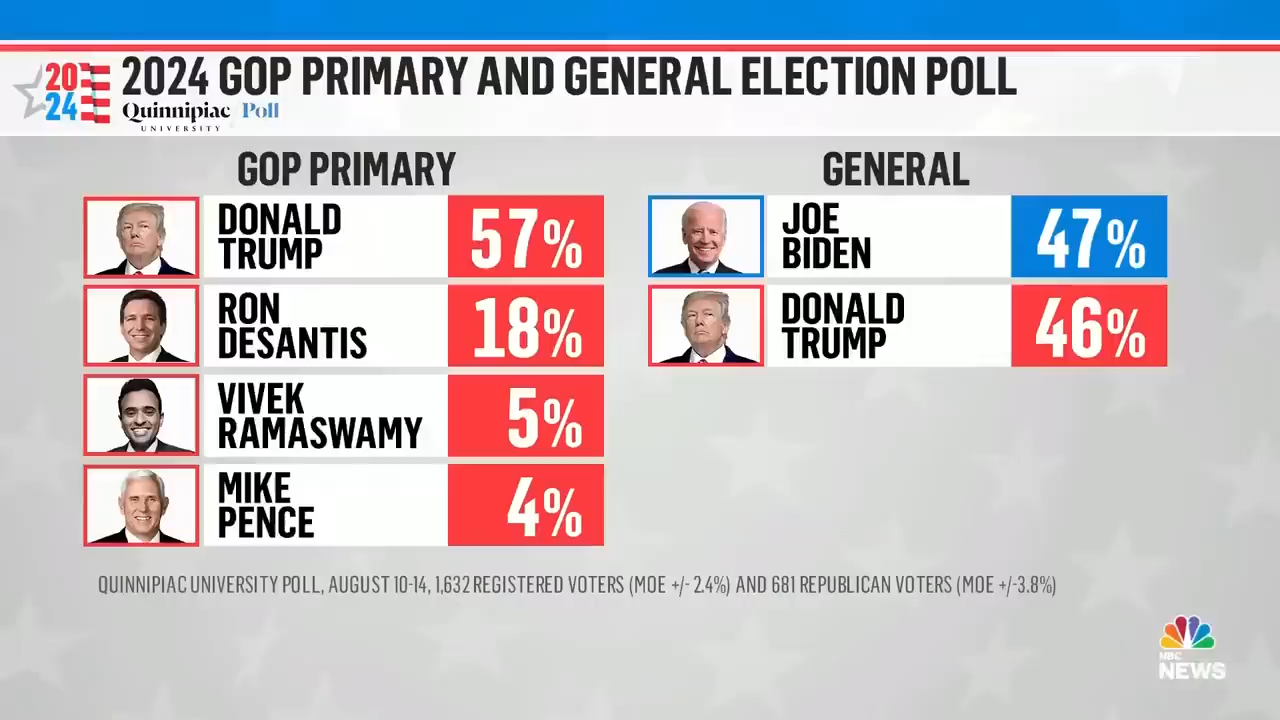 20
24
2024 GOP PRIMARY AND GENERAL ELECTION POLL
Quinnipiac Poll
UNIVERSITY
GOP PRIMARY
DONALD
TRUMP
57%
RON
DESANTIS
18%
VIVEK
RAMASWAMY
5%
MIKE
PENCE
4%
GENERAL
JOE
BIDEN
47%
DONALD
TRUMP
46%
QUINNIPIAC UNIVERSITY POLL, AUGUST 10-14, 1,632 REGISTERED VOTERS (MOE +/- 2.4%) AND 681 REPUBLICAN VOTERS (MOE +/-3.8%)
NBC
NEWS